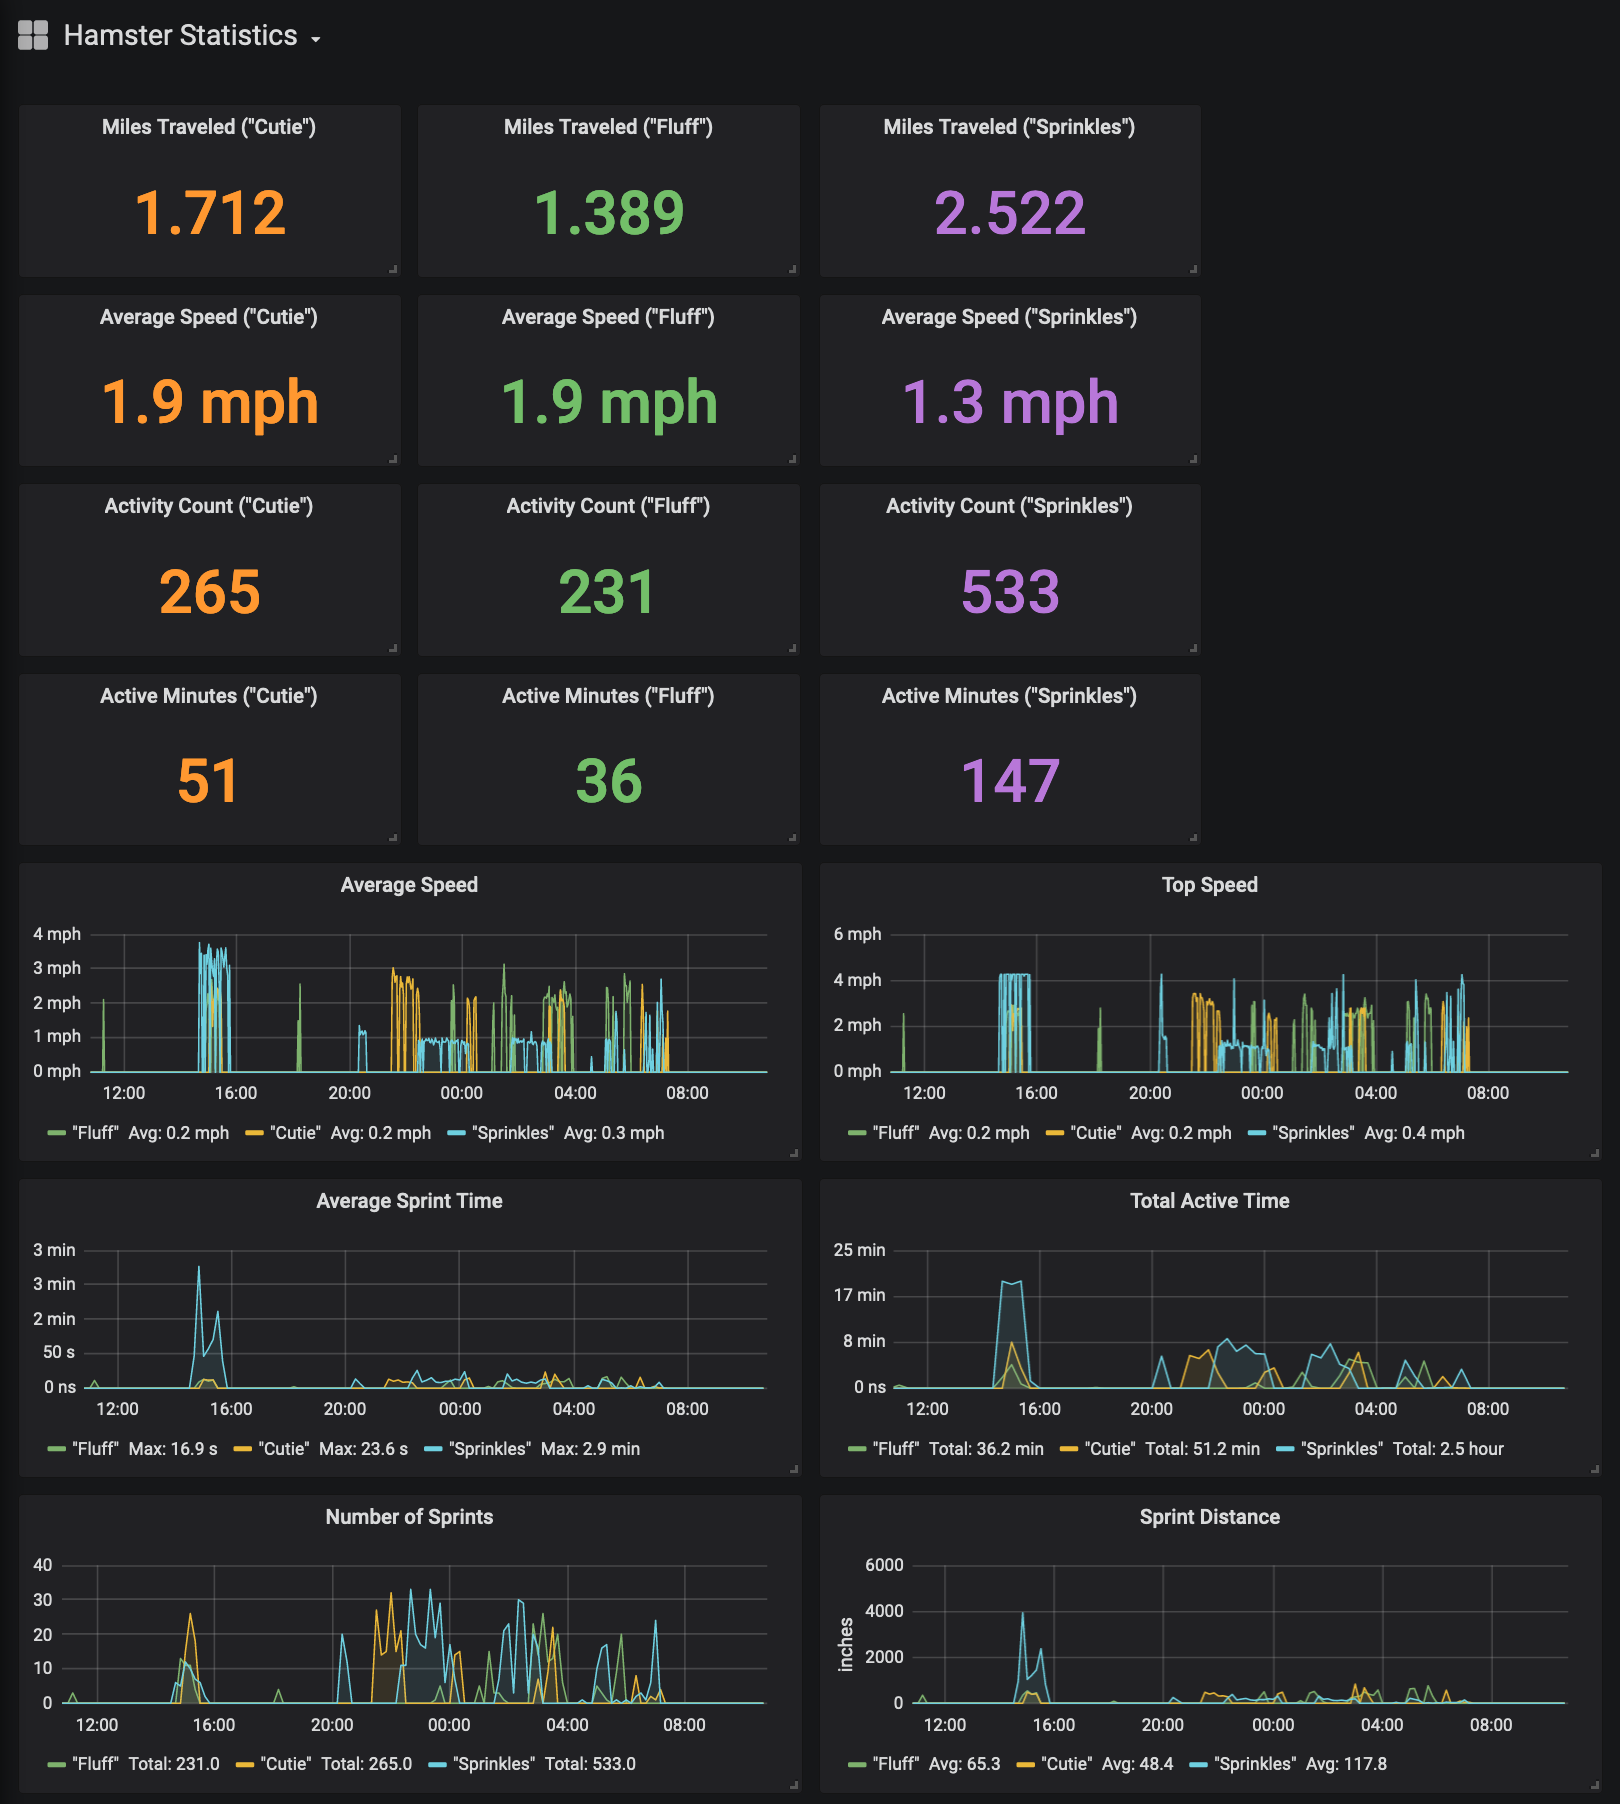 Hamster Statistics
Miles Traveled ("Cutie")
1.712
Miles Traveled ("Fluff")
1.389
Miles Traveled ("Sprinkles")
2.522
Average Speed ("Cutie")
1.9 mph
Average Speed ("Fluff")
1.9 mph
Average Speed ("Sprinkles")
1.3 mph
Activity Count ("Cutie")
265
Activity Count ("Fluff")
231
Activity Count ("Sprinkles")
533
Active Minutes ("Cutie")
51
Active Minutes ("Fluff")
36
Active Minutes ("Sprinkles")
147
Average Speed
4 mph
3 mph
2 mph
1 mph
0 mph
12:00 16:00 20:00 00:00 04:00 08:00
"Fluff" Avg: 0.2 mph "Cutie" Avg: 0.2 mph "Sprinkles" Avg: 0.3 mph
Top Speed
6 mph
4 mph
2 mph
0 mph
12:00 16:00 20:00 00:00 04:00 08:00
"Fluff" Avg: 0.2 mph "Cutie" Avg: 0.2 mph "Sprinkles" Avg: 0.4 mph
Average Sprint Time
3 min
3 min
2 min
50 s
0 ns
12:00 16:00 20:00 00:00 04:00 08:00
"Fluff" Max: 16.9 s "Cutie" Max: 23.6 s "Sprinkles" Max: 2.9 min
Total Active Time
25 min
17 min
8 min
0 ns
12:00 16:00 20:00 00:00 04:00 08:00
"Fluff" Total: 36.2 min "Cutie" Total: 51.2 min "Sprinkles" Total: 2.5 hour
Number of Sprints
40
30
20
10
0
12:00 16:00 20:00 00:00 04:00 08:00
"Fluff" Total: 231.0 "Cutie" Total: 265.0 "Sprinkles" Total: 533.0
Sprint Distance
inches
6000
4000
2000
0
12:00 16:00 20:00 00:00 04:00 08:00
"Fluff" Avg: 65.3 "Cutie" Avg: 48.4 "Sprinkles" Avg: 117.8